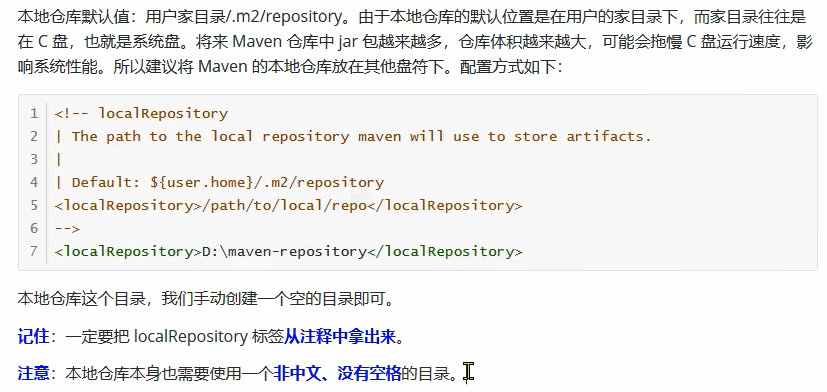 本地仓库默认值：用户家目录/.m2/repository。由于本地仓库的默认位置是在用户的家目录下，而家目录往往是
在 C 盘，也就是系统盘。将来 Maven 仓库中 jar 包越来越多，仓库体积越来越大，可能会拖慢 C 盘运行速度，影
响系统性能。所以建议将 Maven 的本地仓库放在其他盘符下。配置方式如下：
1 <!-- localRepository
2 | The path to the local repository maven will use to store artifacts.
3 |
4 | Default: ${user.home}/.m2/repository
5 <localRepository>/path/to/local/repo</localRepository>
6 -->
7 <localRepository>D:\maven-repository</localRepository>
本地仓库这个目录，我们手动创建一个空的目录即可。
记住：一定要把 localRepository 标签从注释中拿出来。
注意：本地仓库本身也需要使用一个非中文、没有空格的目录。